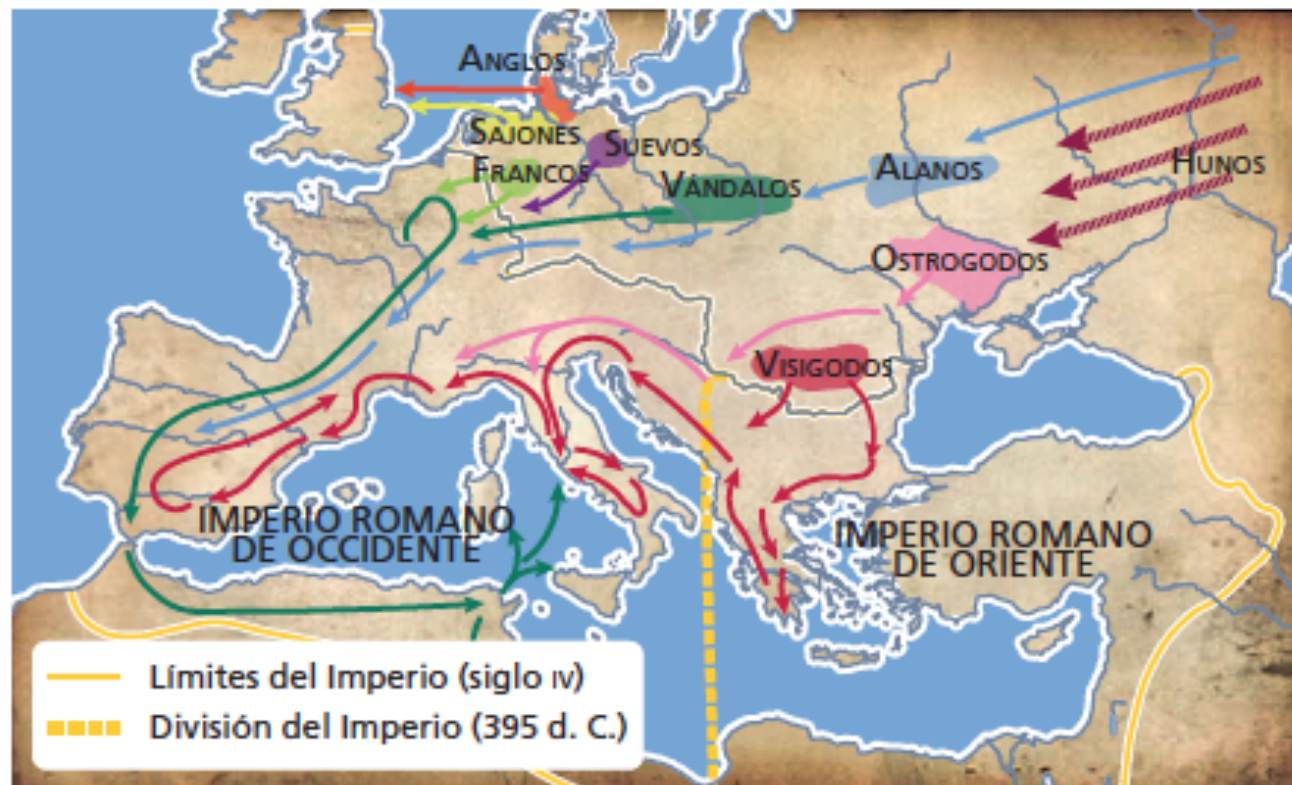 ANGLOS
SAJONES
SUEVOS
FRANCOS
VÁNDALOS
ALANOS
HUNOS
OSTROGODOS
VISIGODOS
IMPERIO ROMANO
DE OCCIDENTE
IMPERIO ROMANO
DE ORIENTE
Límites del Imperio (siglo IV)
División del Imperio (395 d. C.)